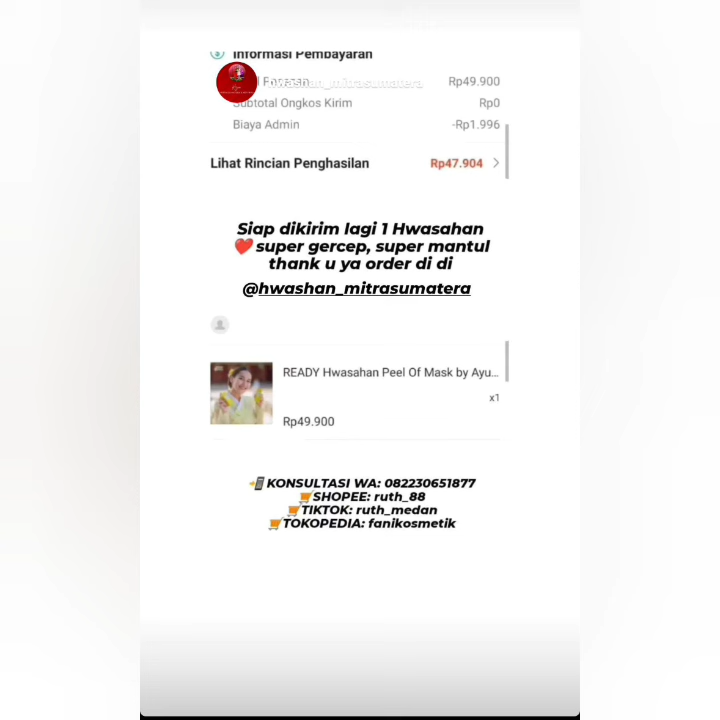 Informasi Pembayaran
hwashan_mitrasumatera
Rp49.900
Subtotal Ongkos Kirim
Rp0
Biaya Admin
-Rp1.996
Lihat Rincian Penghasilan
Rp47.904
Siap dikirim lagi 1 Hwasahan
❤️super gercep, super mantul
thank u ya order di di
@hwashan_mitrasumatera
READY Hwasahan Peel Of Mask by Ayu...
x1
Rp49.900
📲KONSULTASI WA: 082230651877
🛒SHOPEE: ruth_88
🛒TIKTOK: ruth_medan
🛒TOKOPEDIA: fanikosmetik